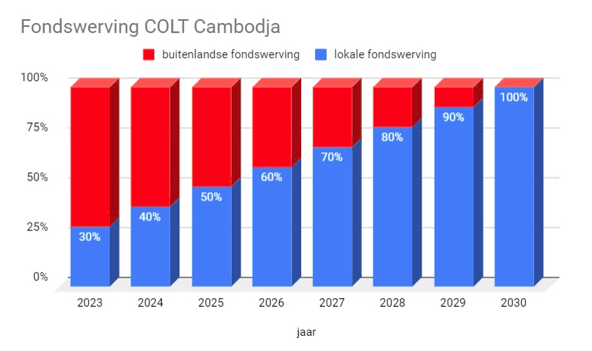 Fondswerving COLT Cambodja
buitenlandse fondswerving lokale fondswerving
100%
75%
50%
25%
0%
30% 40% 50% 60% 70% 80% 90% 100%
2023 2024 2025 2026 2027 2028 2029 2030
jaar